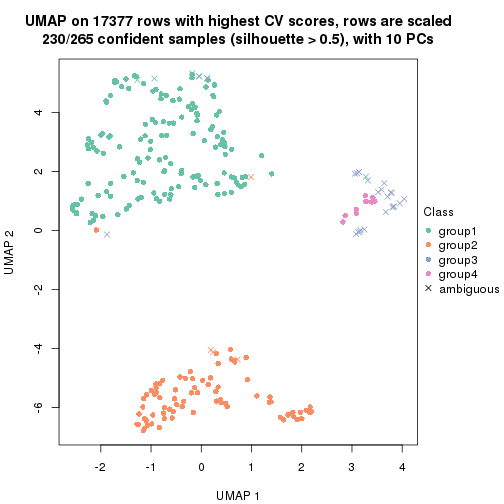 UMAP on 17377 rows with highest CV scores, rows are scaled
230/265 confident samples (silhouette > 0.5), with 10 PCs
4
2
0
-2
-4
-6
UMAP 2
-2
-1
0
1
2
3
4
UMAP 1
Class
group1
group2
group3
group4
ambiguous